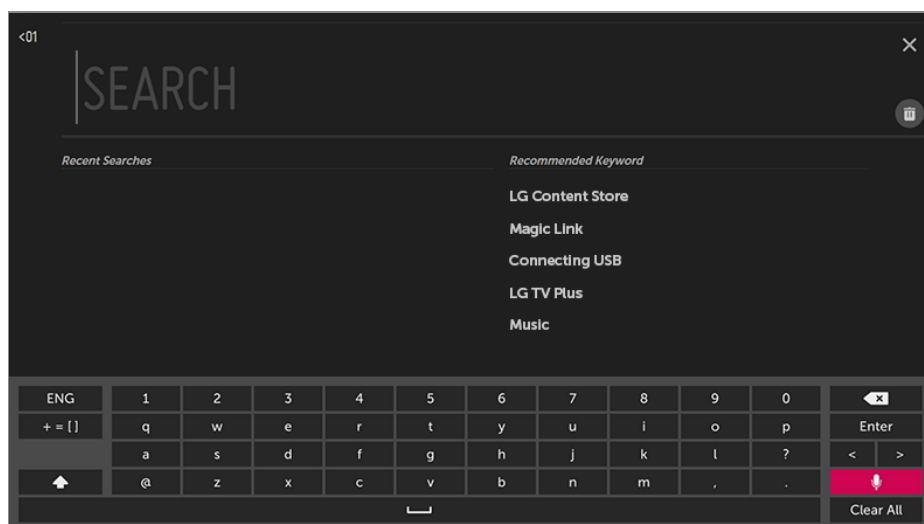 <01
SEARCH
Recent Searches
Recommended Keyword
LG Content Store
Magic Link
Connecting USB
LG TV Plus
Music
ENG 1 2 3 4 5 6 7 8 9 0
+ = [ ] q w e r t y u i o p Enter
a s d f g h j k l ? < >
@ z x c v b n m , .
Clear All